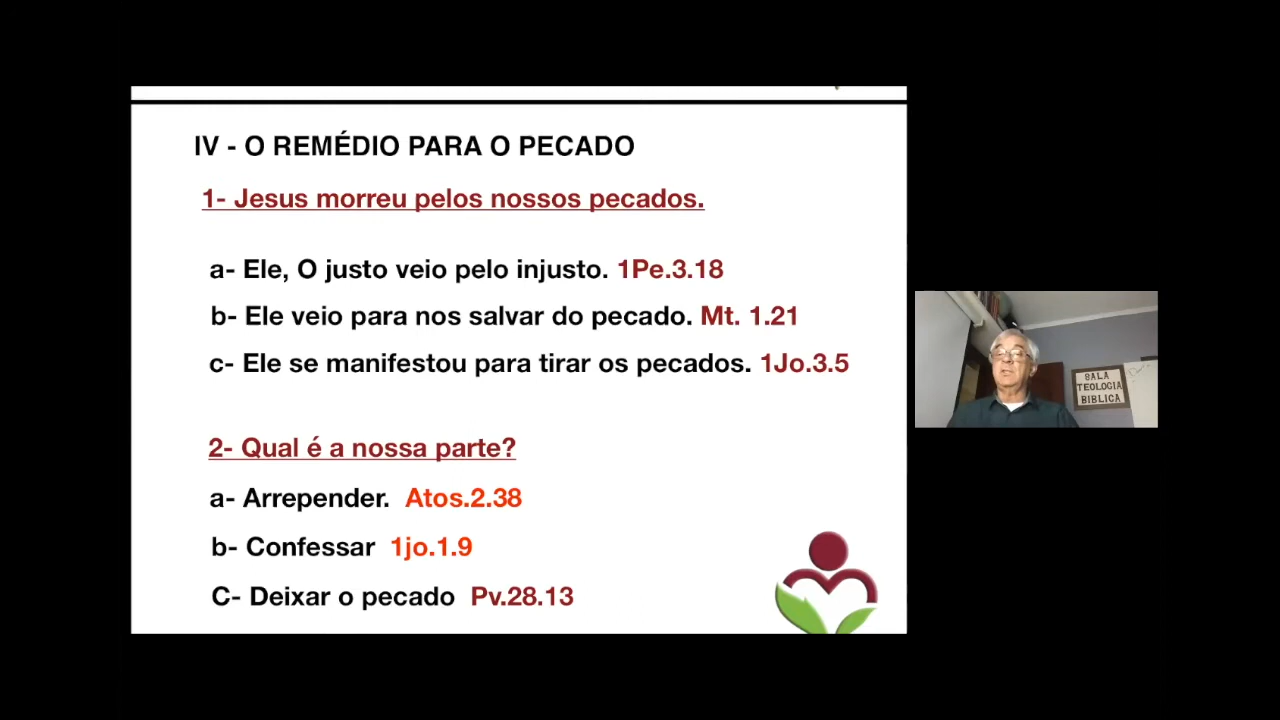 IV - O REMÉDIO PARA O PECADO
1- Jesus morreu pelos nossos pecados.
a- Ele, O justo veio pelo injusto. 1Pe.3.18
b- Ele veio para nos salvar do pecado. Mt. 1.21
c- Ele se manifestou para tirar os pecados. 1Jo.3.5
2- Qual é a nossa parte?
a- Arrepender. Atos.2.38
b- Confessar 1jo.1.9
C- Deixar o pecado Pv.28.13
SALA
TEOLOGIA
BIBLICA